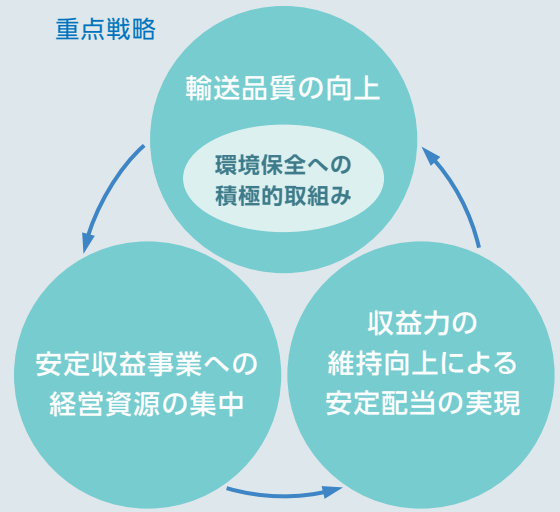 重点戦略
輸送品質の向上
環境保全への
積極的取組み
安定収益事業への
経営資源の集中
収益力の
維持向上による
安定配当の実現